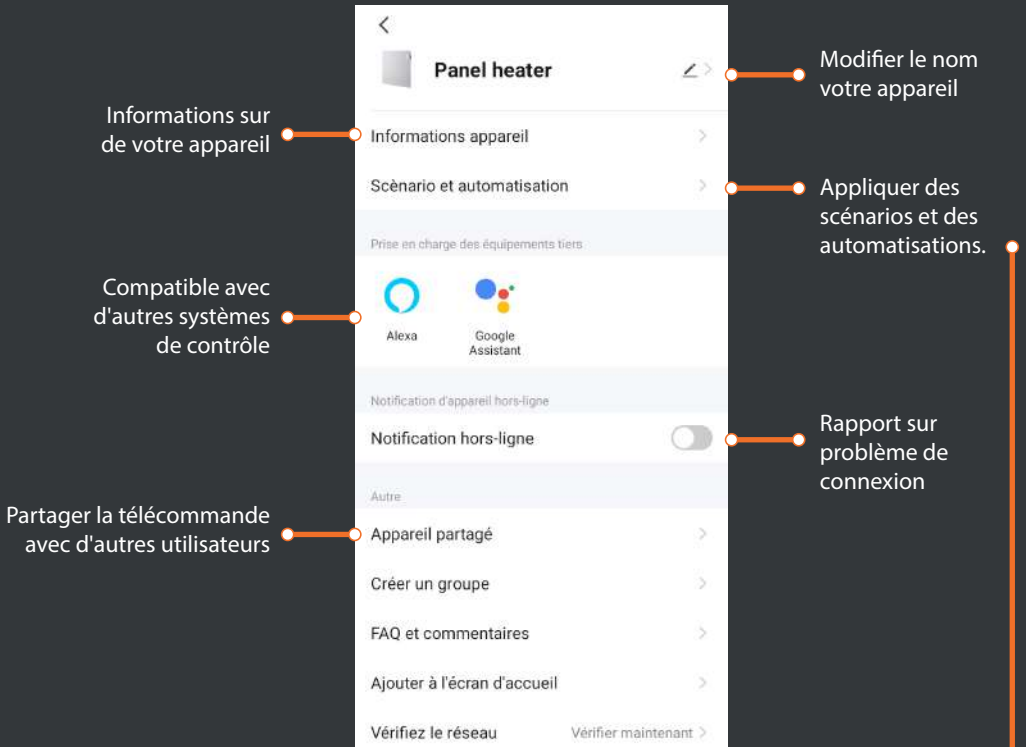 Panel heater
Modifier le nom
votre appareil
Informations sur
de votre appareil
Informations appareil
Scènario et automatisation
Appliquer des
scénarios et des
automatisations.
Prise en charge des équipements tiers
Compatible avec
d'autres systèmes
de contrôle
Alexa
Google
Assistant
Notification d'appareil hors-ligne
Notification hors-ligne
Rapport sur
problème de
connexion
Autre
Partager la télécommande
avec d'autres utilisateurs
Appareil partagé
Créer un groupe
FAQ et commentaires
Ajouter à l'écran d'accueil
Vérifiez le réseau Vérifier maintenant